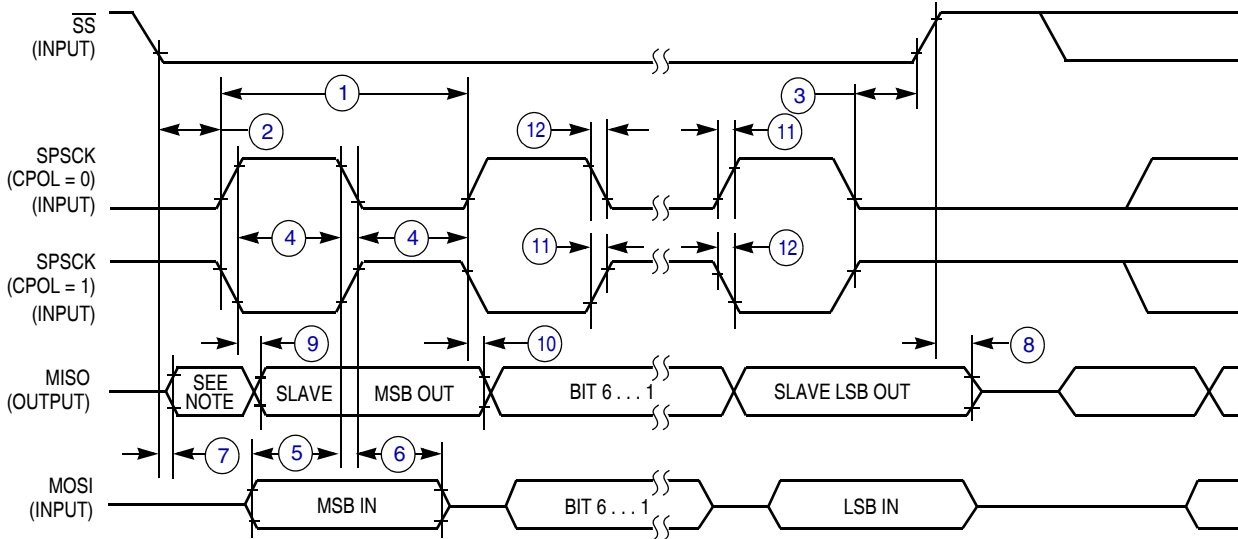 SS
(INPUT)
1
3
2
12
11
SPSCK
(CPOL = 0)
(INPUT)
4
4
11
12
SPSCK
(CPOL = 1)
(INPUT)
9
10
8
MISO
(OUTPUT)
SEE
NOTE
SLAVE
MSB OUT
BIT 6 . . . 1
SLAVE LSB OUT
7
5
6
MOSI
(INPUT)
MSB IN
BIT 6 . . . 1
LSB IN